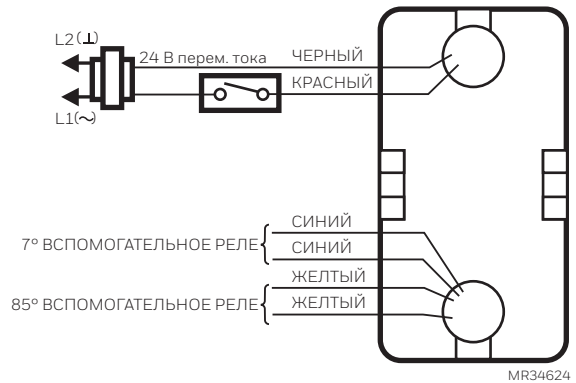 L2(⊥)
24 В перем. тока
ЧЕРНЫЙ
КРАСНЫЙ
L1(~)
СИНИЙ
7° ВСПОМОГАТЕЛЬНОЕ РЕЛЕ
СИНИЙ
ЖЕЛТЫЙ
85° ВСПОМОГАТЕЛЬНОЕ РЕЛЕ
ЖЕЛТЫЙ
MR34624